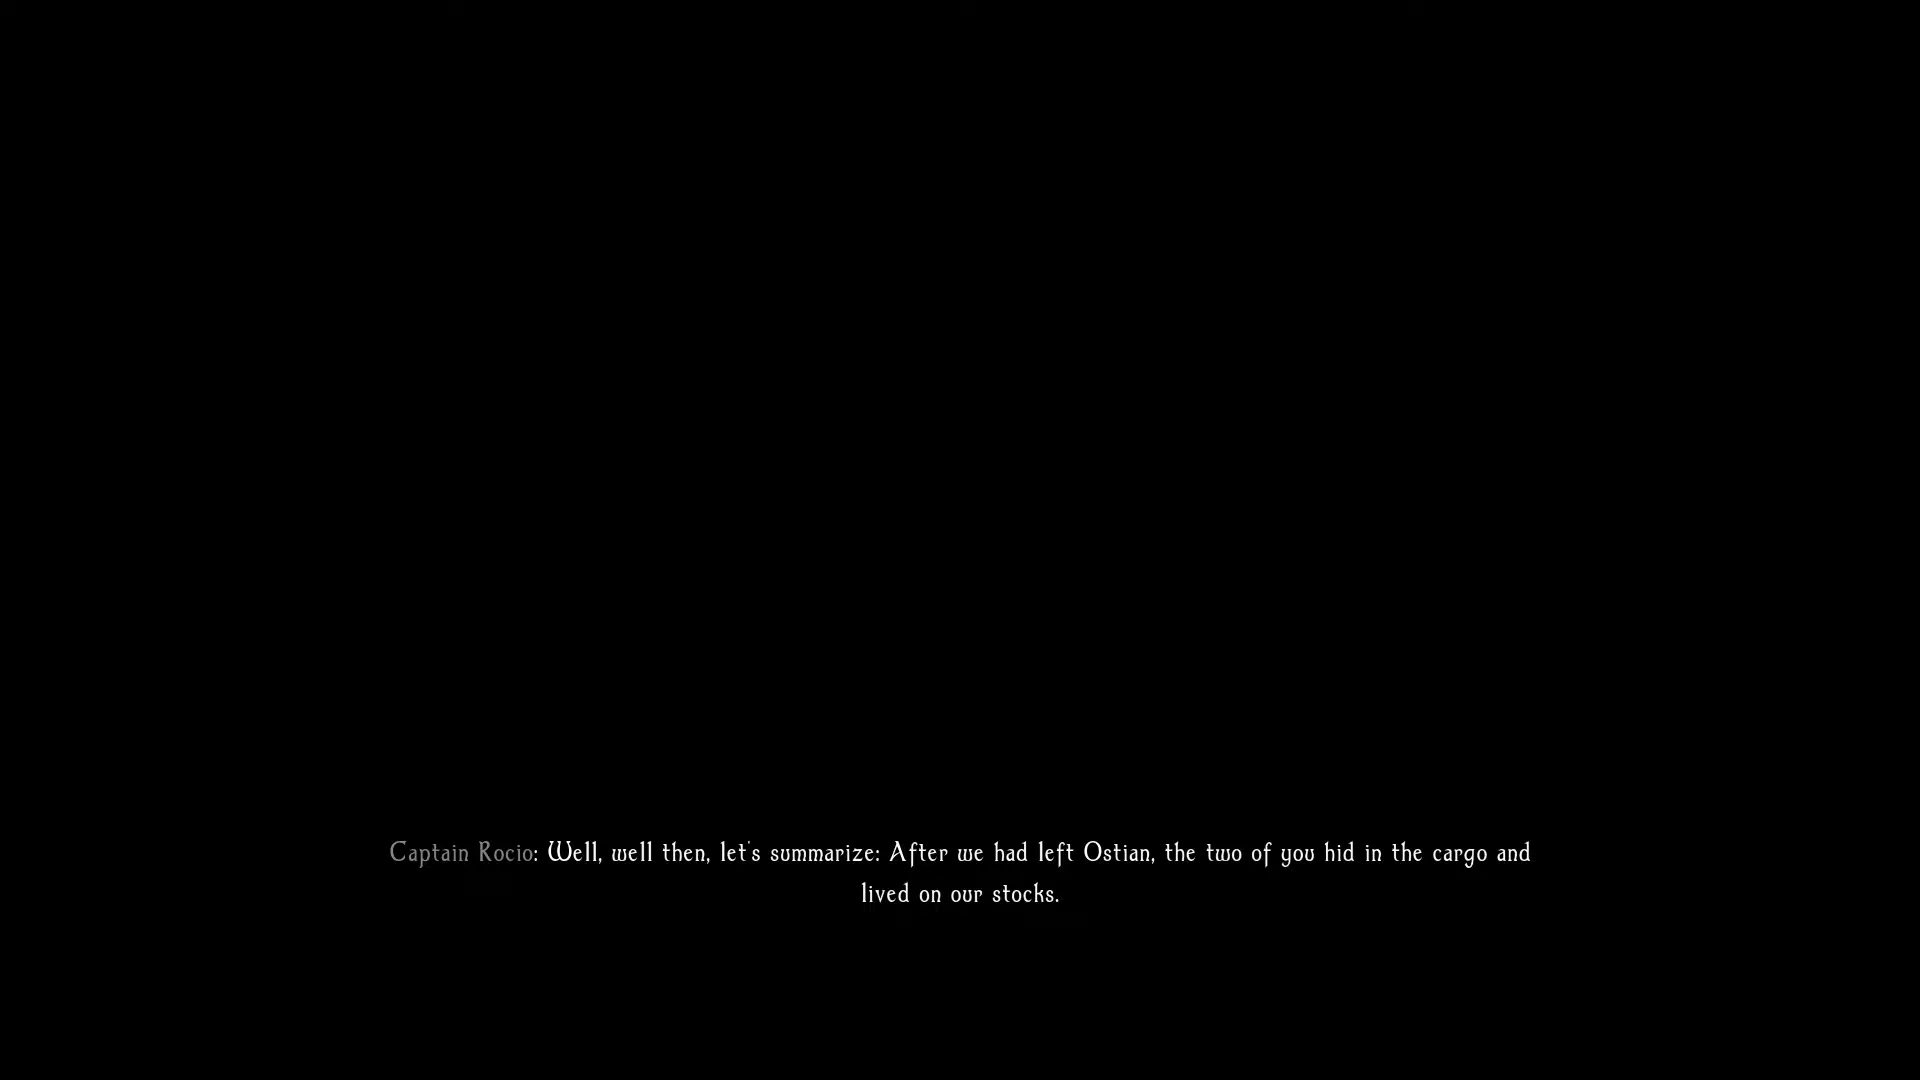 Captain Rocio: Well, well then, let's summarize: After we had left Ostian, the two of you hid in the cargo and
lived on our stocks.